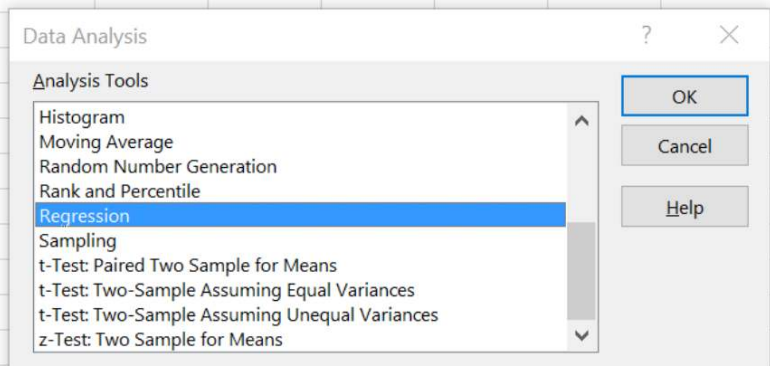 Data Analysis
?
Analysis Tools
Histogram
Moving Average
Random Number Generation
Rank and Percentile
Regression
Sampling
t-Test: Paired Two Sample for Means
t-Test: Two-Sample Assuming Equal Variances
t-Test: Two-Sample Assuming Unequal Variances
z-Test: Two Sample for Means
OK
Cancel
Help